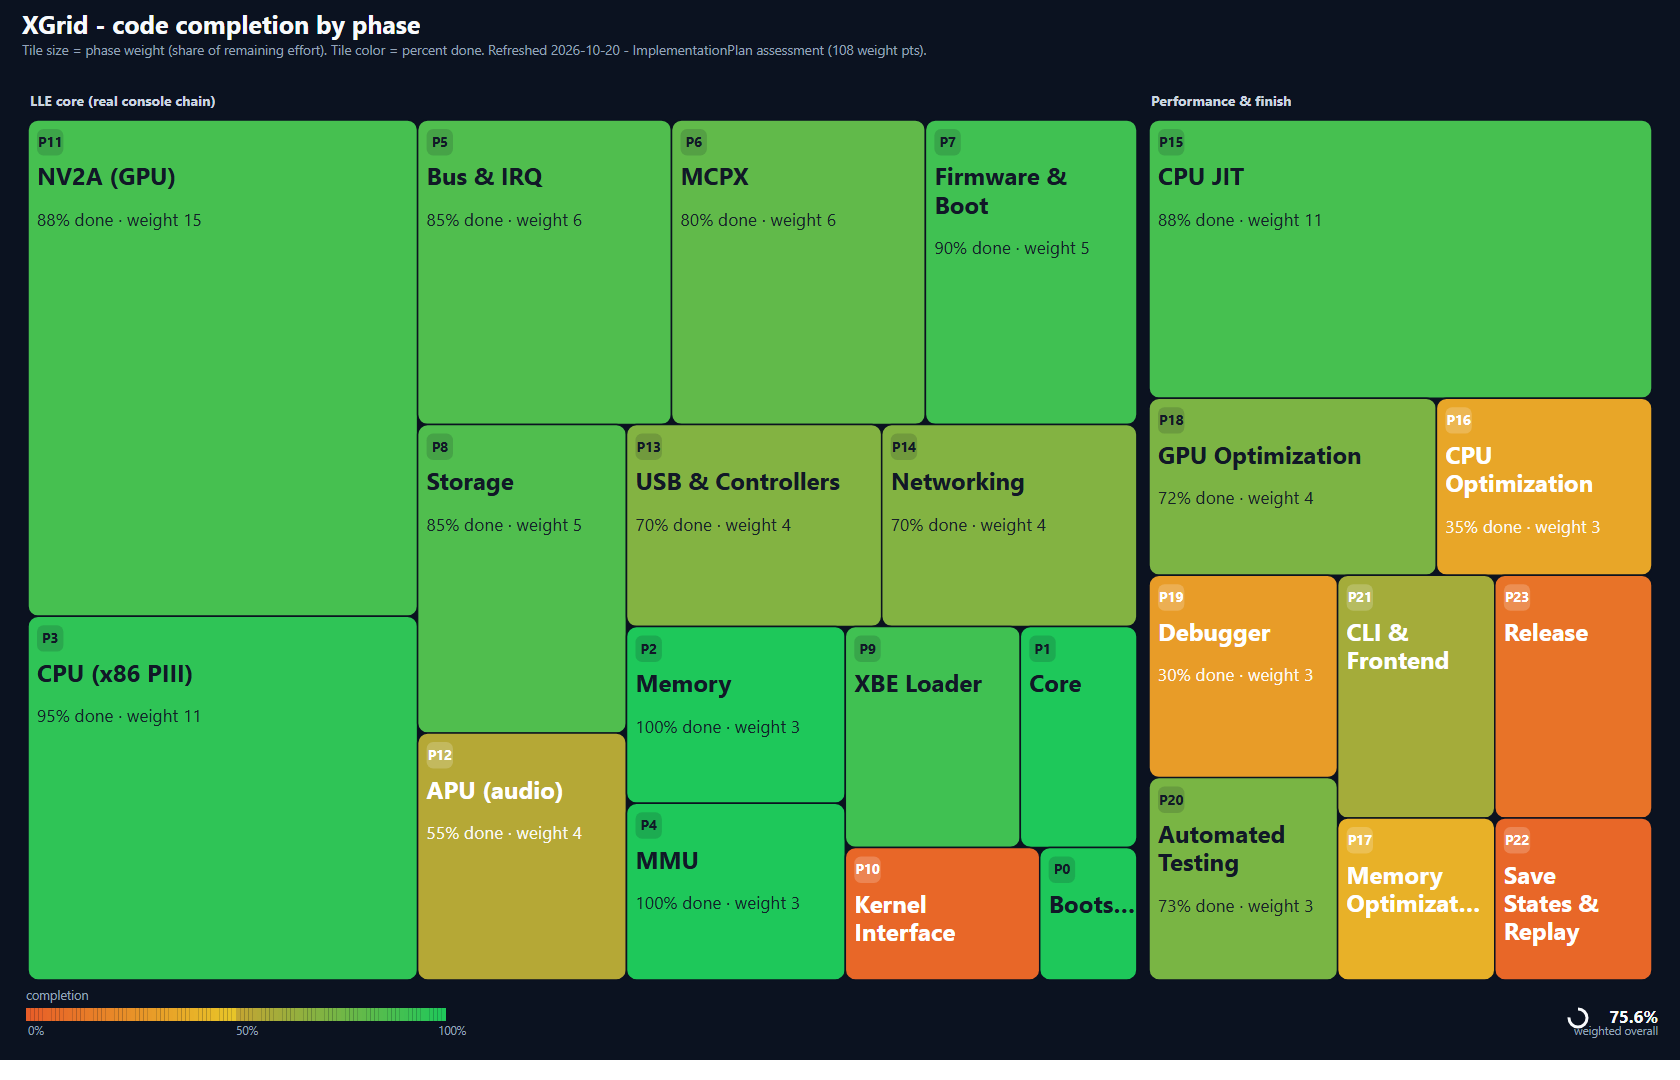 XGrid - code completion by phase
Tile size = phase weight (share of remaining effort). Tile color = percent done. Refreshed 2026-10-20 - ImplementationPlan assessment (108 weight pts).
LLE core (real console chain)
P11
NV2A (GPU)
88% done · weight 15
P5
Bus & IRQ
85% done · weight 6
P6
MCPX
80% done · weight 6
P7
Firmware &
Boot
90% done · weight 5
P8
Storage
85% done · weight 5
P13
USB & Controllers
70% done · weight 4
P14
Networking
70% done · weight 4
P3
CPU (x86 PIII)
95% done · weight 11
P12
APU (audio)
55% done · weight 4
P2
Memory
100% done · weight 3
P9
XBE Loader
P1
Core
P4
MMU
100% done · weight 3
P10
Kernel
Interface
P0
Boots...
Performance & finish
P15
CPU JIT
88% done · weight 11
P18
GPU Optimization
72% done · weight 4
P16
CPU
Optimization
35% done · weight 3
P19
Debugger
30% done · weight 3
P21
CLI &
Frontend
P23
Release
P20
Automated
Testing
73% done · weight 3
P17
Memory
Optimizat...
P22
Save
States &
Replay
completion
0%
50%
100%
75.6%
weighted overall